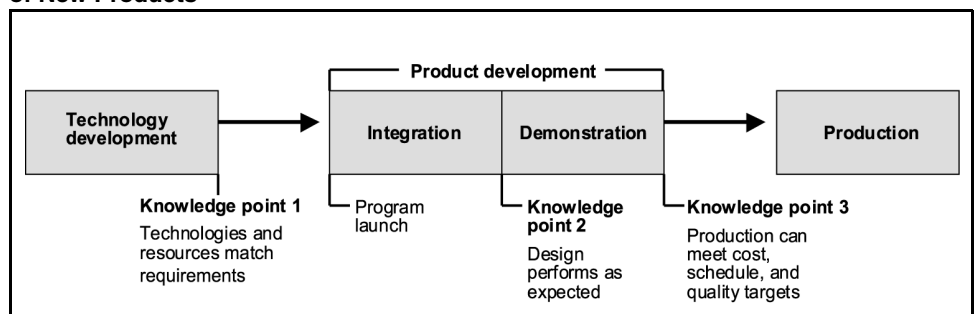 of New Products
Product development
Technology
development
Integration
Demonstration
Production
Knowledge point 1
Technologies and
resources match
requirements
Program
launch
Knowledge
point 2
Design
performs as
expected
Knowledge point 3
Production can
meet cost,
schedule, and
quality targets